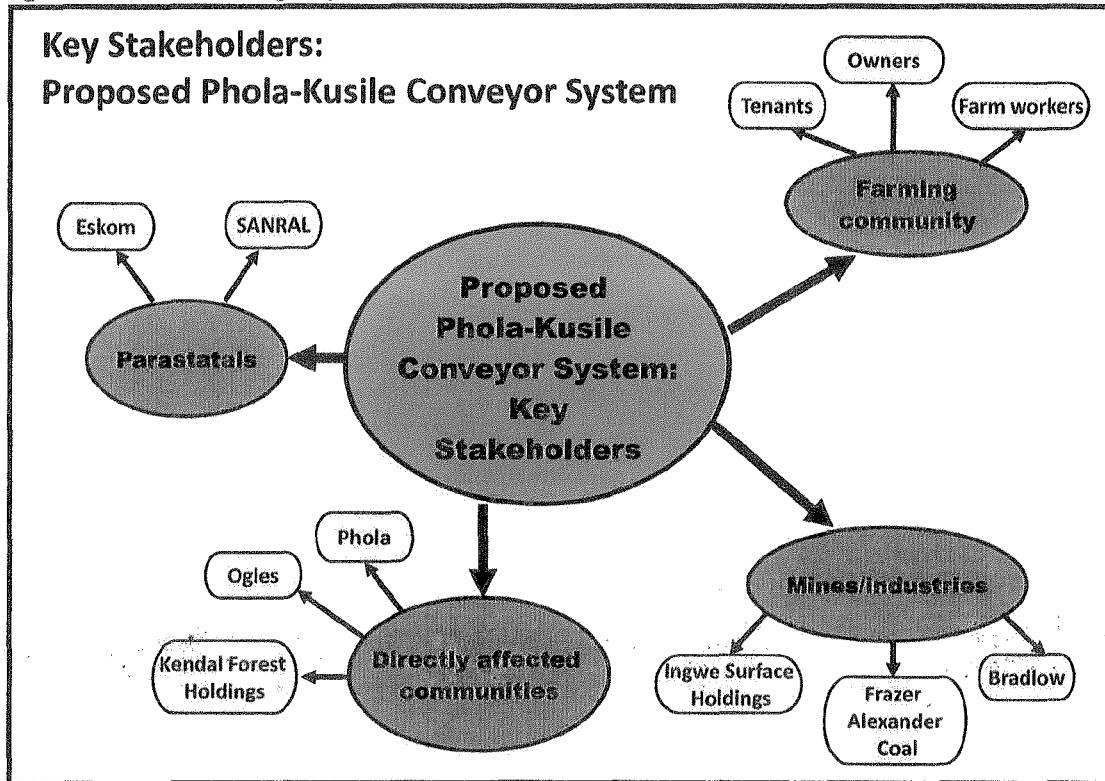 Key Stakeholders:
Proposed Phola-Kusile Conveyor System
Owners
Tenants
Farm workers
Farming
community
Eskom
SANRAL
Parastatals
Proposed
Phola-Kusile
Conveyor System:
Key
Stakeholders
Phola
Ogles
Kendal Forest
Holdings
Directly affected
communities
Mines/industries
Ingwe Surface
Holdings
Frazer
Alexander
Coal
Bradlow